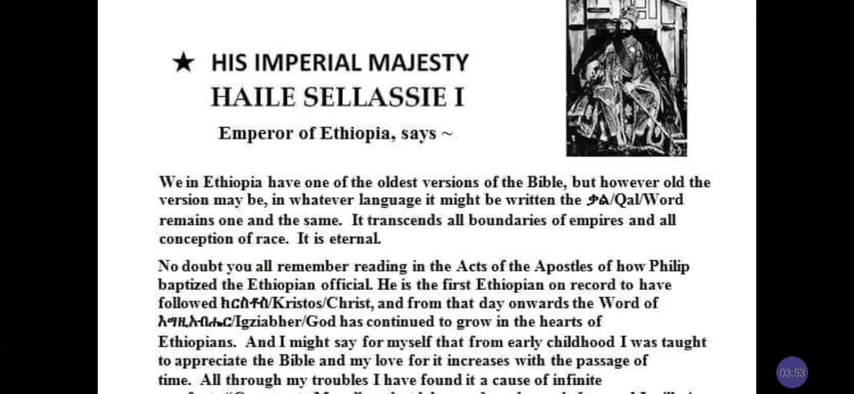 ★ HIS IMPERIAL MAJESTY
HAILE SELLASSIE I
Emperor of Ethiopia, says ~
We in Ethiopia have one of the oldest versions of the Bible, but however old the
version may be, in whatever language it might be written the ቃል/Qal/Word
remains one and the same. It transcends all boundaries of empires and all
conception of race. It is eternal.
No doubt you all remember reading in the Acts of the Apostles of how Philip
baptized the Ethiopian official. He is the first Ethiopian on record to have
followed ክርስቶስ/Kristos/Christ, and from that day onwards the Word of
እግዚአብሔር/Igziabher/God has continued to grow in the hearts of
Ethiopians. And I might say for myself that from early childhood I was taught
to appreciate the Bible and my love for it increases with the passage of
time. All through my troubles I have found it a cause of infinite
03:53